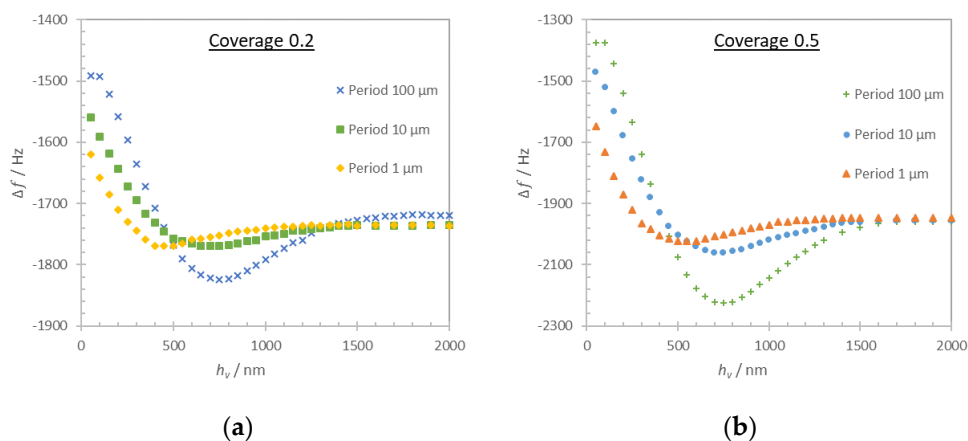 Coverage 0.2
-1400
-1500
-1600
-1700
-1800
-1900
Δf / Hz
Period 100 µm
Period 10 µm
Period 1 µm
0
500
1000
1500
2000
hᵥ / nm
(a)
Coverage 0.5
-1300
-1500
-1700
-1900
-2100
-2300
Δf / Hz
Period 100 µm
Period 10 µm
Period 1 µm
0
500
1000
1500
2000
hᵥ / nm
(b)